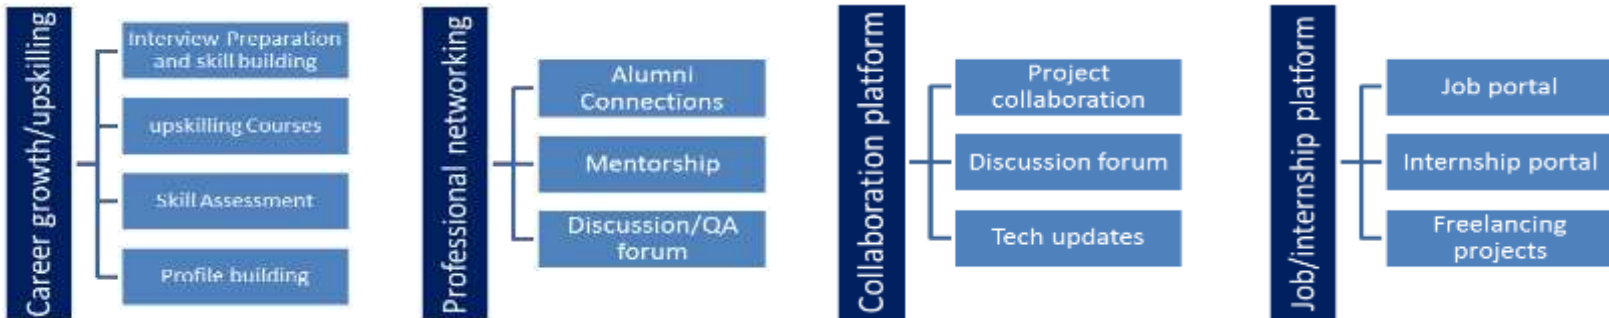 Career growth/upskilling
Interview Preparation
and skill building
upskilling Courses
Skill Assessment
Profile building
Professional networking
Alumni
Connections
Mentorship
Discussion/QA
forum
Collaboration platform
Project
collaboration
Discussion forum
Tech updates
Job/internship platform
Job portal
Internship portal
Freelancing
projects